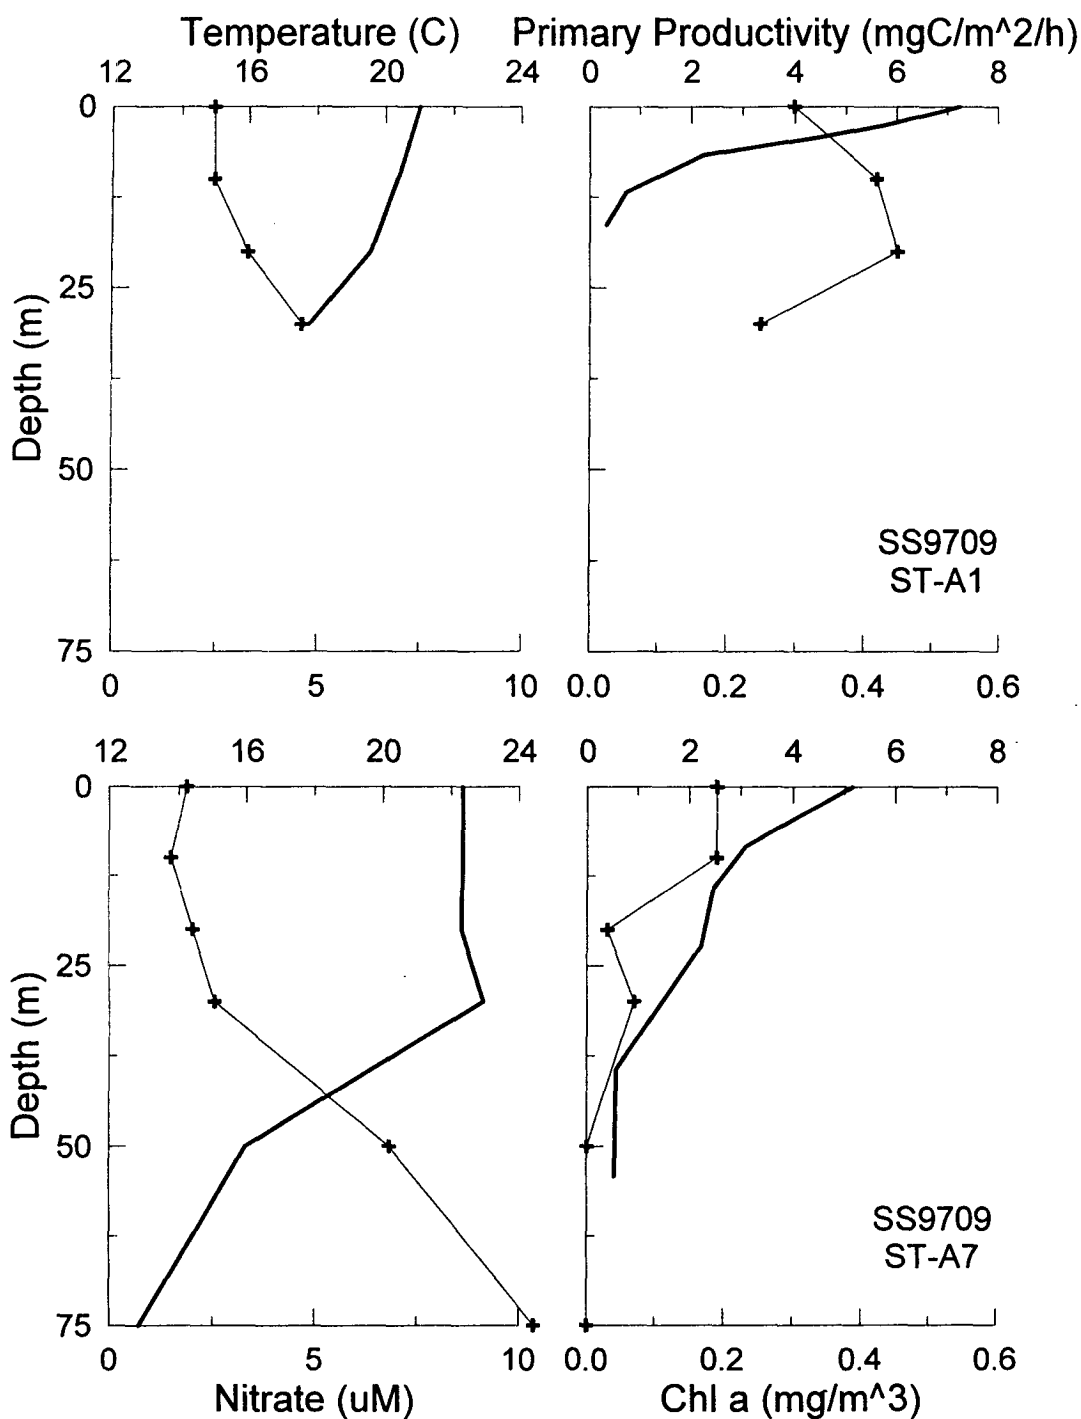 Temperature (C) Primary Productivity (mgC/m^2/h)
12 16 20 24 0 2 4 6 8
0
25
50
75
Depth (m)
SS9709
ST-A1
0 5 10 0.0 0.2 0.4 0.6
12 16 20 24 0 2 4 6 8
0
25
50
75
Depth (m)
SS9709
ST-A7
0 5 10 0.0 0.2 0.4 0.6
Nitrate (uM) Chl a (mg/m^3)